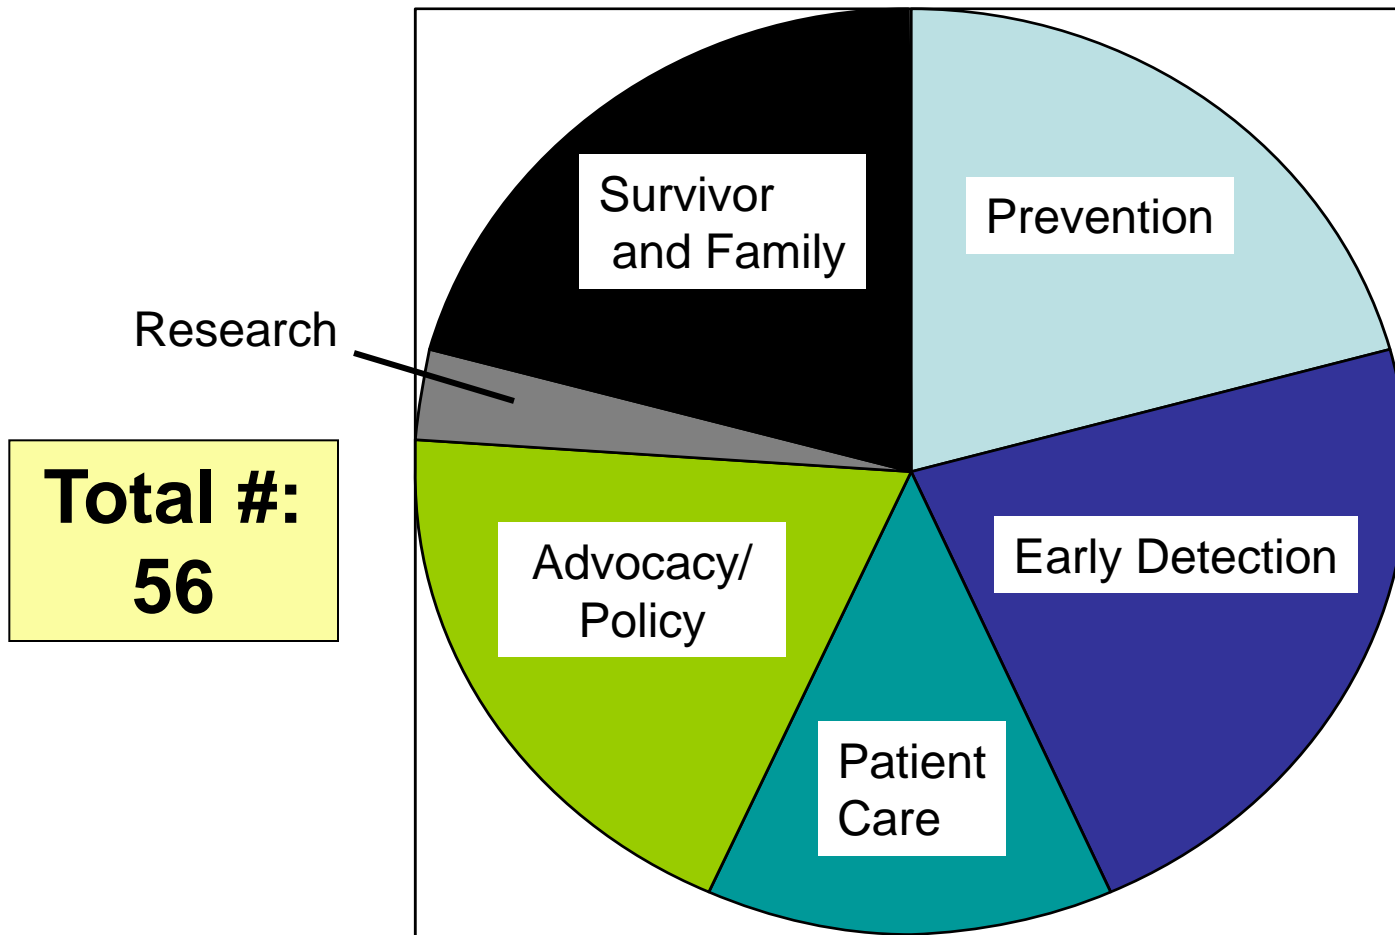 Survivor
and Family
Prevention
Research
Total #:
56
Advocacy/
Policy
Early Detection
Patient
Care